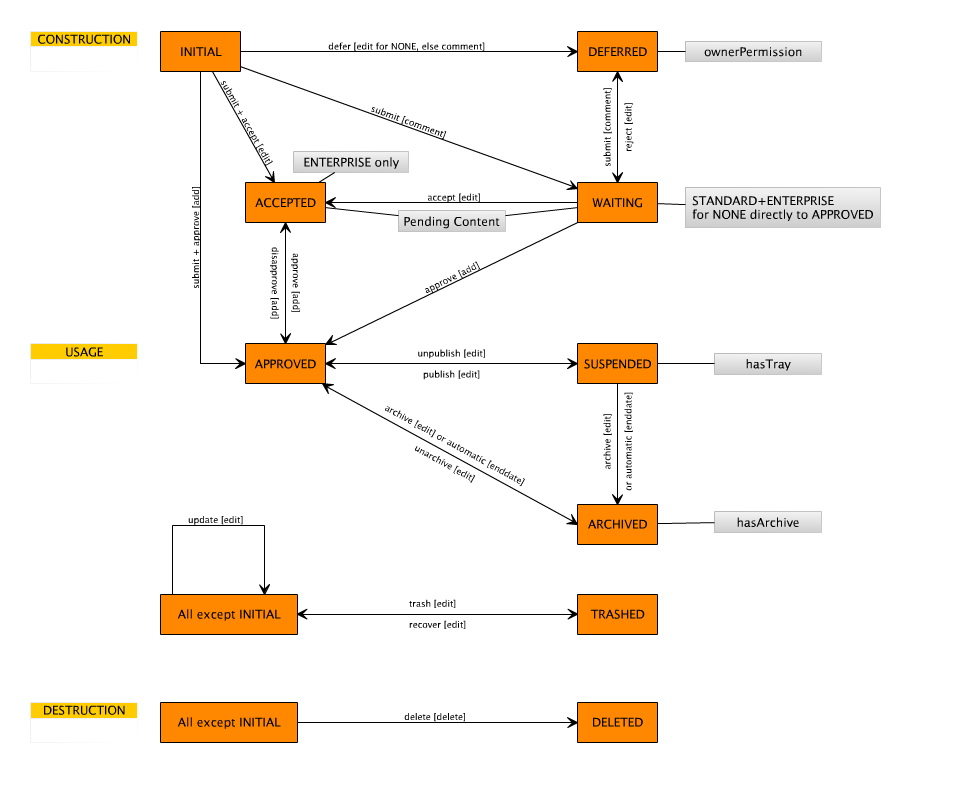 CONSTRUCTION
INITIAL
defer [edit for NONE, else comment]
DEFERRED
ownerPermission
submit + accept [edit]
submit [comment]
submit [comment]
reject [edit]
ENTERPRISE only
ACCEPTED
accept [edit]
WAITING
STANDARD+ENTERPRISE
for NONE directly to APPROVED
Pending Content
submit + approve [add]
disapprove [add]
approve [add]
approve [add]
USAGE
APPROVED
unpublish [edit]
publish [edit]
SUSPENDED
hasTray
archive [edit] or automatic [enddate]
unarchive [edit]
archive [edit]
or automatic [enddate]
ARCHIVED
hasArchive
update [edit]
All except INITIAL
trash [edit]
recover [edit]
TRASHED
DESTRUCTION
All except INITIAL
delete [delete]
DELETED